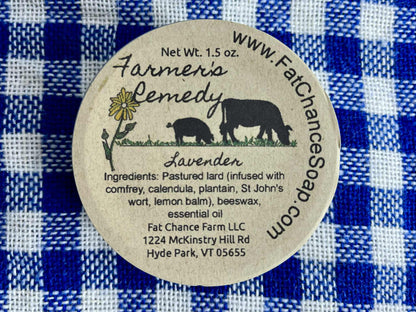 Net Wt. 1.5 oz.
www.FatChanceSoap.com
Farmer's
Remedy
Lavender
Ingredients: Pastured lard (infused with
comfrey, calendula, plantain, St John's
wort, lemon balm), beeswax,
essential oil
Fat Chance Farm LLC
1224 McKinstry Hill Rd
Hyde Park, VT 05655